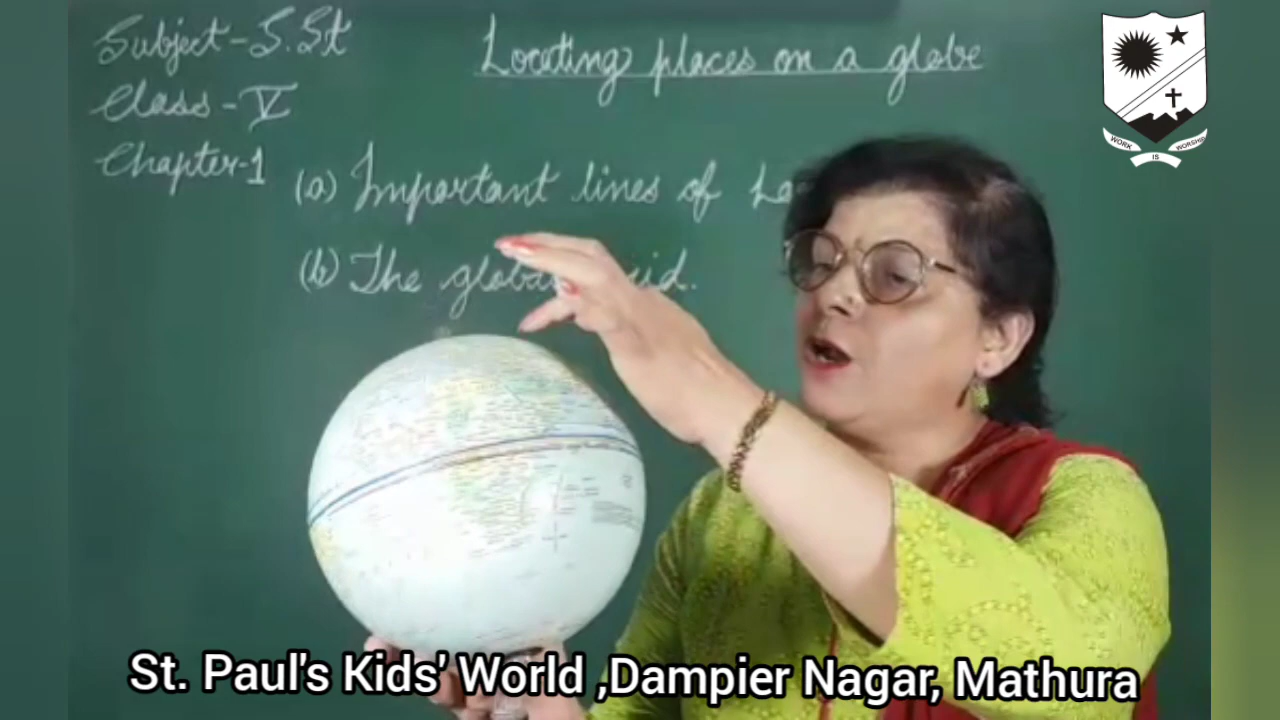 Subject - S.St
Locating places on a globe
Class - V
Chapter-1
(a) Important lines of
(b) The
WORK IS WORSHIP
St. Paul's Kids' World ,Dampier Nagar, Mathura